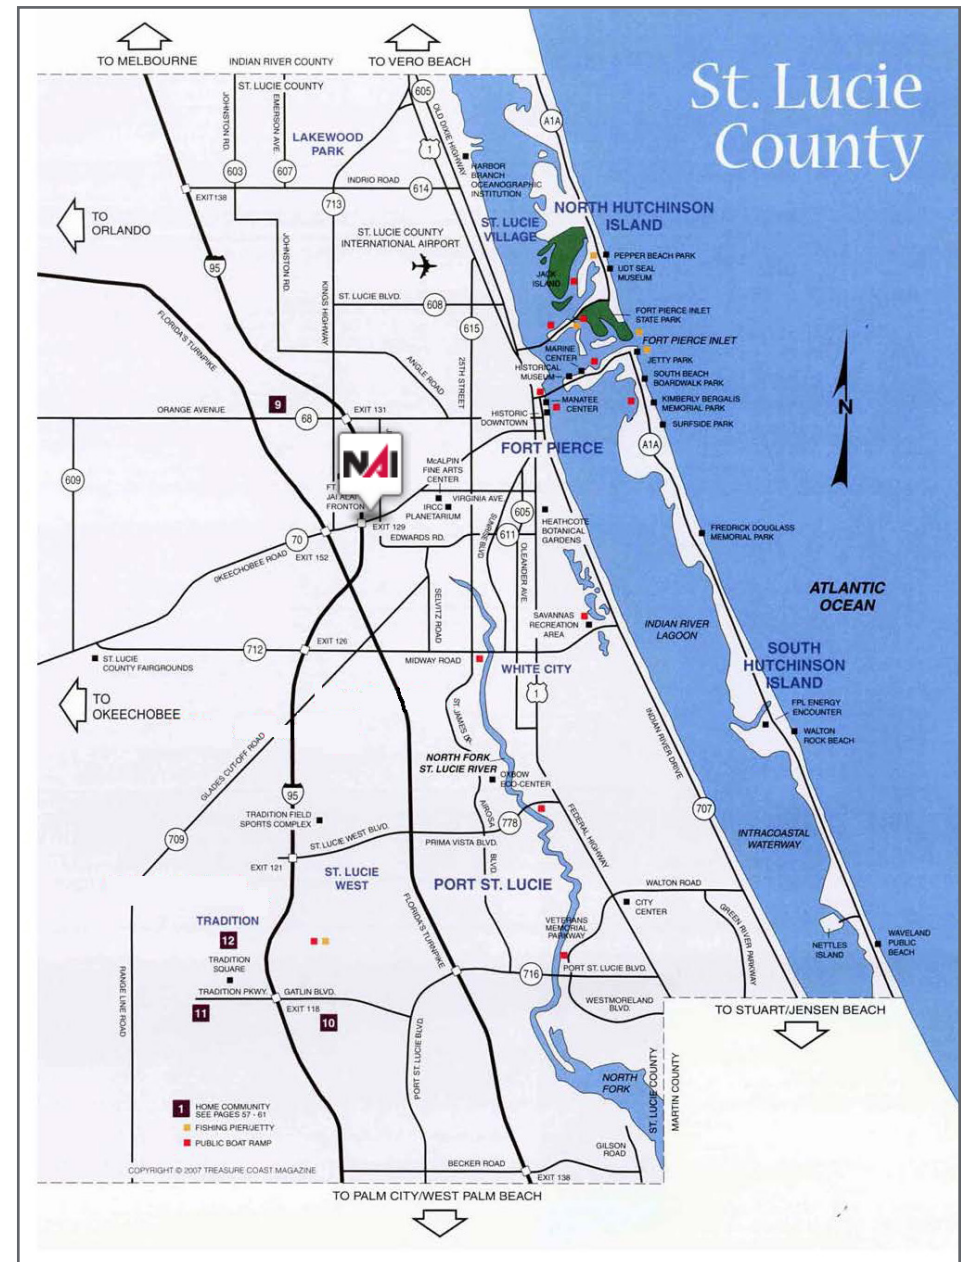 TO MELBOURNE
INDIAN RIVER COUNTY
TO VERO BEACH
ST. LUCIE COUNTY
St. Lucie
County
605
JOHNSTON RD.
EMERSON AVE.
OLD DIXIE HIGHWAY
A1A
LAKEWOOD
PARK
1
HARBOR
BRANCH
OCEANOGRAPHIC
INSTITUTION
603
607
INDRIO ROAD
614
EXIT138
713
TO
ORLANDO
ST. LUCIE COUNTY
INTERNATIONAL AIRPORT
ST. LUCIE
VILLAGE
NORTH HUTCHINSON
ISLAND
95
JOHNSTON RD.
KINGS HIGHWAY
PEPPER BEACH PARK
UDT SEAL
MUSEUM
JACK
ISLAND
ST. LUCIE BLVD.
608
615
FORT PIERCE INLET
STATE PARK
FLORIDA'S TURNPIKE
25TH STREET
ANGLE ROAD
MARINE
CENTER
FORT PIERCE INLET
JETTY PARK
HISTORICAL
MUSEUM
SOUTH BEACH
BOARDWALK PARK
9
ORANGE AVENUE
68
EXIT 131
MANATEE
CENTER
KIMBERLY BERGALIS
MEMORIAL PARK
HISTORIC
DOWNTOWN
SURFSIDE PARK
N
NAI
FORT PIERCE
A1A
609
McALPIN
FINE ARTS
CENTER
FT.
JAI ALAI
FRONTON
VIRGINIA AVE.
IRCC
PLANETARIUM
605
HEATHCOTE
BOTANICAL
GARDENS
EXIT 129
EDWARDS RD.
SUNRISE BLVD
611
70
OKEECHOBEE ROAD
EXIT 152
OLEANDER AVE.
FREDRICK DOUGLASS
MEMORIAL PARK
SELVITZ ROAD
ATLANTIC
OCEAN
SAVANNAS
RECREATION
AREA
INDIAN RIVER
LAGOON
712
EXIT 126
MIDWAY ROAD
WHITE CITY
ST. LUCIE
COUNTY FAIRGROUNDS
SOUTH
HUTCHINSON
ISLAND
TO
OKEECHOBEE
1
ST. JAMES DR.
FPL ENERGY
ENCOUNTER
WALTON
ROCK BEACH
GLADES CUT-OFF ROAD
NORTH FORK
ST. LUCIE RIVER
INDIAN RIVER DRIVE
OXBOW
ECO-CENTER
95
TRADITION FIELD
SPORTS COMPLEX
AIROSA
BLVD.
778
FEDERAL HIGHWAY
707
709
ST. LUCIE WEST BLVD.
PRIMA VISTA BLVD.
INTRACOASTAL
WATERWAY
EXIT 121
ST. LUCIE
WEST
PORT ST. LUCIE
WALTON ROAD
CITY
CENTER
GREEN RIVER PARKWAY
TRADITION
12
FLORIDA'S TURNPIKE
VETERANS
MEMORIAL
PARKWAY
NETTLES
ISLAND
WAVELAND
PUBLIC
BEACH
TRADITION
SQUARE
RANGE LINE ROAD
716
PORT ST. LUCIE BLVD.
TRADITION PKWY.
GATLIN BLVD.
11
EXIT 118
10
WESTMORELAND
BLVD.
TO STUART/JENSEN BEACH
PORT ST. LUCIE BLVD.
ST. LUCIE COUNTY
MARTIN COUNTY
NORTH
FORK
1
HOME COMMUNITY
SEE PAGES 57 - 61
FISHING PIER/JETTY
PUBLIC BOAT RAMP
COPYRIGHT © 2007 TREASURE COAST MAGAZINE
BECKER ROAD
GILSON
ROAD
EXIT 138
TO PALM CITY/WEST PALM BEACH